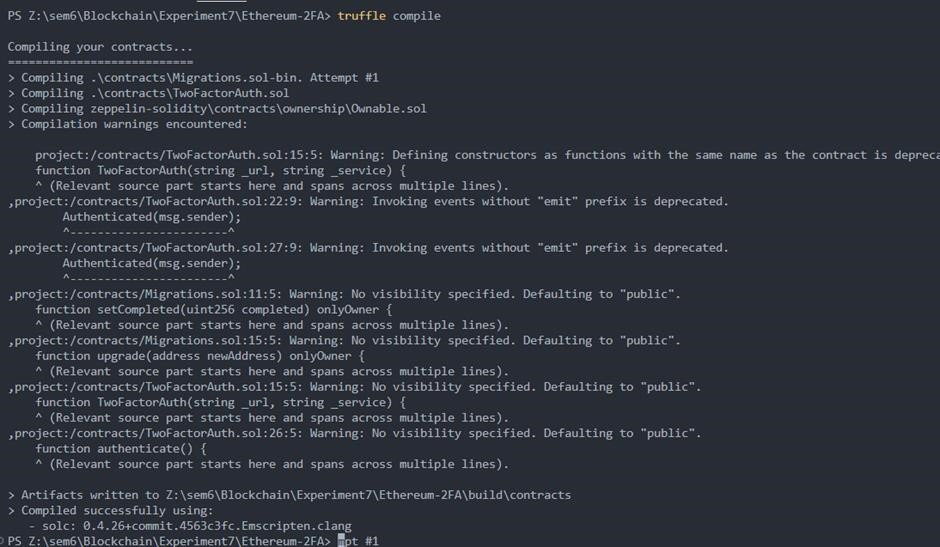 PS Z:\sem6\Blockchain\Experiment7\Ethereum-2FA> truffle compile
Compiling your contracts...
===========================
> Compiling .\contracts\Migrations.sol-bin. Attempt #1
> Compiling .\contracts\TwoFactorAuth.sol
> Compiling zeppelin-solidity\contracts\ownership\Ownable.sol
> Compilation warnings encountered:
project:/contracts/TwoFactorAuth.sol:15:5: Warning: Defining constructors as functions with the same name as the contract is depreca
function TwoFactorAuth(string _url, string _service) {
^ (Relevant source part starts here and spans across multiple lines).
,project:/contracts/TwoFactorAuth.sol:22:9: Warning: Invoking events without "emit" prefix is deprecated.
Authenticated(msg.sender);
^-----------------------^
,project:/contracts/TwoFactorAuth.sol:27:9: Warning: Invoking events without "emit" prefix is deprecated.
Authenticated(msg.sender);
^-----------------------^
,project:/contracts/Migrations.sol:11:5: Warning: No visibility specified. Defaulting to "public".
function setCompleted(uint256 completed) onlyOwner {
^ (Relevant source part starts here and spans across multiple lines).
,project:/contracts/Migrations.sol:15:5: Warning: No visibility specified. Defaulting to "public".
function upgrade(address newAddress) onlyOwner {
^ (Relevant source part starts here and spans across multiple lines).
,project:/contracts/TwoFactorAuth.sol:15:5: Warning: No visibility specified. Defaulting to "public".
function TwoFactorAuth(string _url, string _service) {
^ (Relevant source part starts here and spans across multiple lines).
,project:/contracts/TwoFactorAuth.sol:26:5: Warning: No visibility specified. Defaulting to "public".
function authenticate() {
^ (Relevant source part starts here and spans across multiple lines).
> Artifacts written to Z:\sem6\Blockchain\Experiment7\Ethereum-2FA\build\contracts
> Compiled successfully using:
- solc: 0.4.26+commit.4563c3fc.Emscripten.clang
PS Z:\sem6\Blockchain\Experiment7\Ethereum-2FA> mpt #1